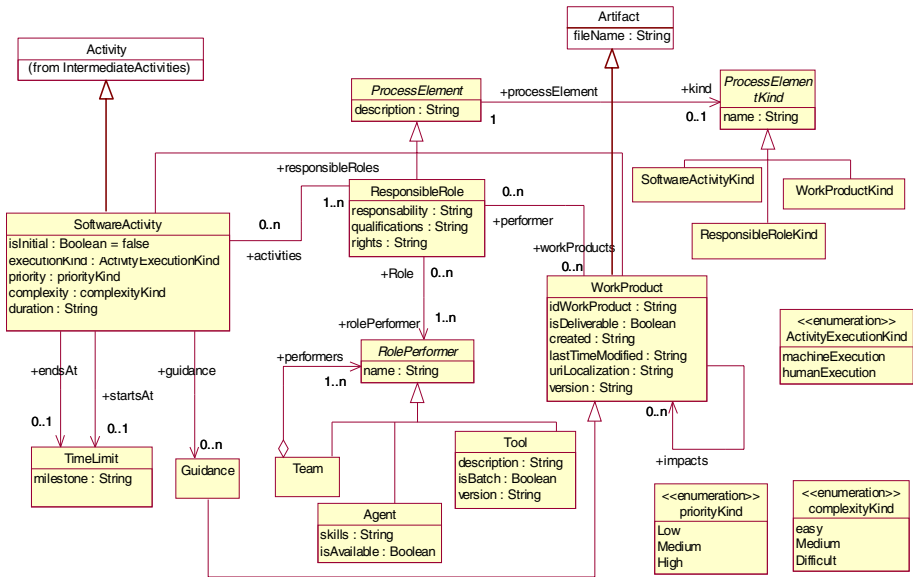 Artifact
fileName : String
Activity
(from IntermediateActivities)
ProcessElement
description : String
+processElement
1
+kind
0..1
ProcessElemen
tKind
name : String
SoftwareActivityKind
WorkProductKind
ResponsibleRoleKind
+responsibleRoles
1..n
ResponsibleRole
responsability : String
qualifications : String
rights : String
0..n
+performer
+workProducts
0..n
SoftwareActivity
isInitial : Boolean = false
executionKind : ActivityExecutionKind
priority : priorityKind
complexity : complexityKind
duration : String
0..n
+activities
+Role
0..n
1..n
+rolePerformer
WorkProduct
idWorkProduct : String
isDeliverable : Boolean
created : String
lastTimeModified : String
uriLocalization : String
version : String
0..n
+impacts
<<enumeration>>
ActivityExecutionKind
machineExecution
humanExecution
+endsAt
0..1
+startsAt
0..1
+guidance
0..n
+performers
1..n
RolePerformer
name : String
TimeLimit
milestone : String
Guidance
Team
Tool
description : String
isBatch : Boolean
version : String
Agent
skills : String
isAvailable : Boolean
<<enumeration>>
priorityKind
Low
Medium
High
<<enumeration>>
complexityKind
easy
Medium
Difficult